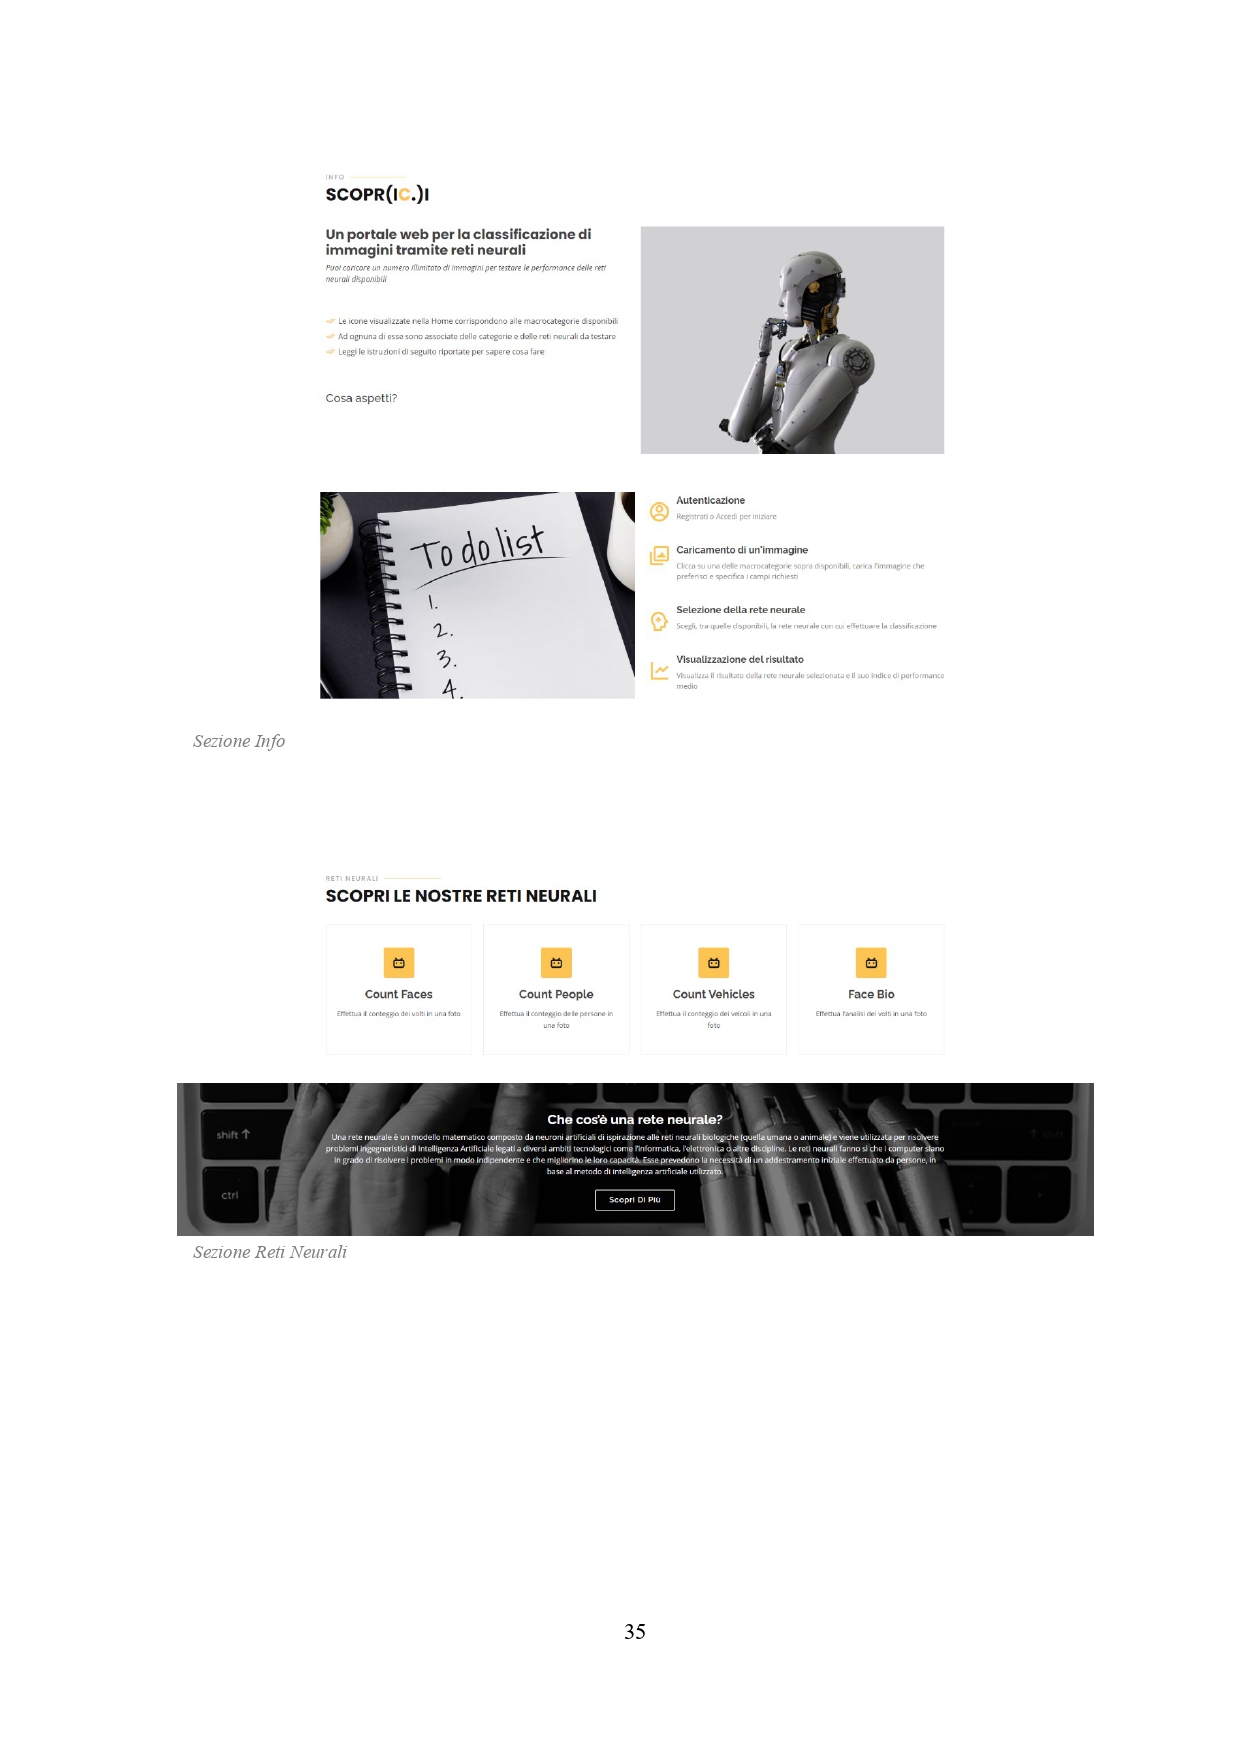 INFO
SCOPR(IC.)I
Un portale web per la classificazione di
immagini tramite reti neurali
Puoi caricare un numero illimitato di immagini per testare le performance delle reti
neurali disponibili
Le icone visualizzate nella Home corrispondono alle macrocategorie disponibili
Ad ognuna di esse sono associate delle categorie e delle reti neurali da testare
Leggi le istruzioni di seguito riportate per sapere cosa fare
Cosa aspetti?
To do list
1.
2.
3.
4.
Autenticazione
Registrati o Accedi per iniziare
Caricamento di un'immagine
Clicca su una delle macrocategorie sopra disponibili, carica l'immagine che
preferisci e specifica i campi richiesti
Selezione della rete neurale
Scegli, tra quelle disponibili, la rete neurale con cui effettuare la classificazione
Visualizzazione del risultato
Visualizza il risultato della rete neurale selezionata e il suo indice di performance
medio
Sezione Info
RETI NEURALI
SCOPRI LE NOSTRE RETI NEURALI
Count Faces
Effettua il conteggio dei volti in una foto
Count People
Effettua il conteggio delle persone in
una foto
Count Vehicles
Effettua il conteggio dei veicoli in una
foto
Face Bio
Effettua l'analisi dei volti in una foto
shift
ctrl
shift
Che cos'è una rete neurale?
Una rete neurale è un modello matematico composto da neuroni artificiali di ispirazione alle reti neurali biologiche (quella umana o animale) e viene utilizzata per risolvere
problemi ingegneristici di Intelligenza Artificiale legati a diversi ambiti tecnologici come l'informatica, l'elettronica o altre discipline. Le reti neurali fanno sì che i computer siano
in grado di risolvere i problemi in modo indipendente e che migliorino le loro capacità. Esse prevedono la necessità di un addestramento iniziale effettuato da persone, in
base al metodo di intelligenza artificiale utilizzato.
Scopri Di Più
Sezione Reti Neurali
35